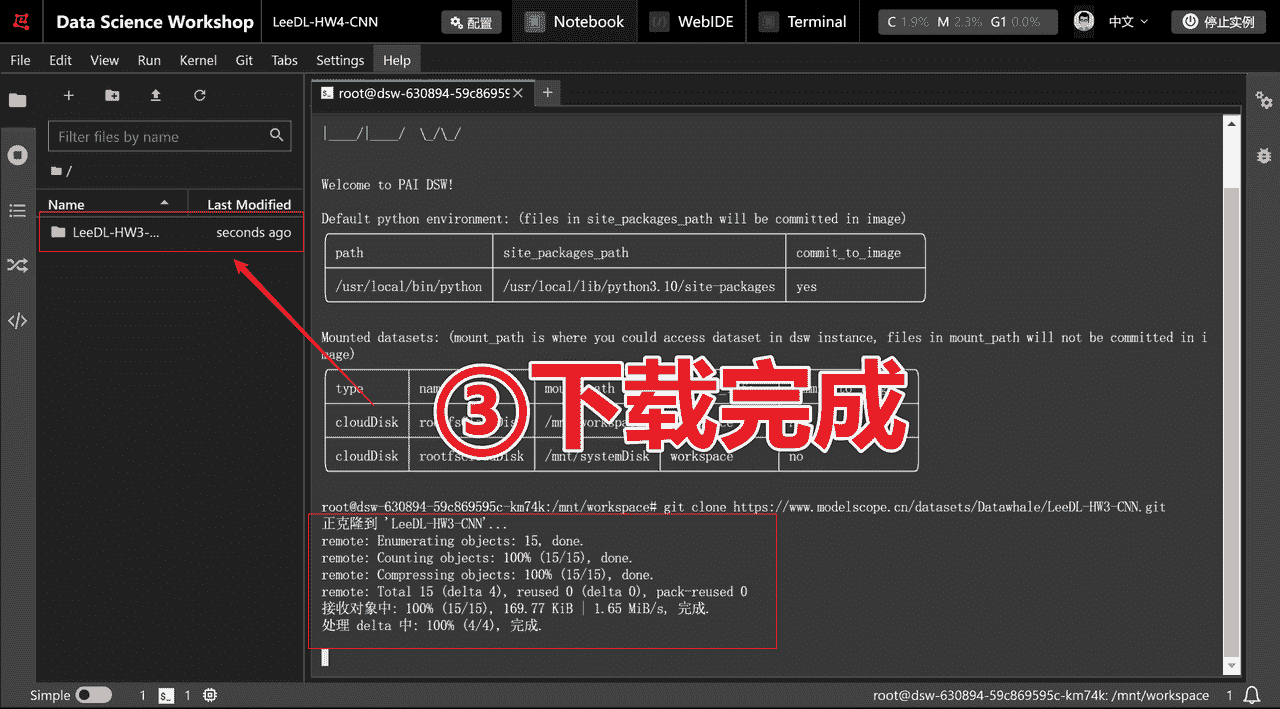 Data Science Workshop
LeeDL-HW4-CNN
配置
Notebook
WebIDE
Terminal
C 1.9% M 2.3% G1 0.0%
中文
停止实例
File Edit View Run Kernel Git Tabs Settings Help
root@dsw-630894-59c86959
Filter files by name
/
Name
Last Modified
LeeDL-HW3-...
seconds ago
|____/|____/ \_/\_/
Welcome to PAI DSW!
Default python environment: (files in site_packages_path will be committed in image)
path site_packages_path commit_to_image
/usr/local/bin/python /usr/local/lib/python3.10/site-packages yes
Mounted datasets: (mount_path is where you could access dataset in dsw instance, files in mount_path will not be committed in i
mage)
type
cloudDisk
cloudDisk /mnt/systemDisk workspace no
③下载完成
root@dsw-630894-59c869595c-km74k:/mnt/workspace# git clone https://www.modelscope.cn/datasets/Datawhale/LeeDL-HW3-CNN.git
正克隆到 'LeeDL-HW3-CNN'...
remote: Enumerating objects: 15, done.
remote: Counting objects: 100% (15/15), done.
remote: Compressing objects: 100% (15/15), done.
remote: Total 15 (delta 4), reused 0 (delta 0), pack-reused 0
接收对象中: 100% (15/15), 169.77 KiB | 1.65 MiB/s, 完成.
处理 delta 中: 100% (4/4), 完成.
Simple 1 1
root@dsw-630894-59c869595c-km74k: /mnt/workspace 1